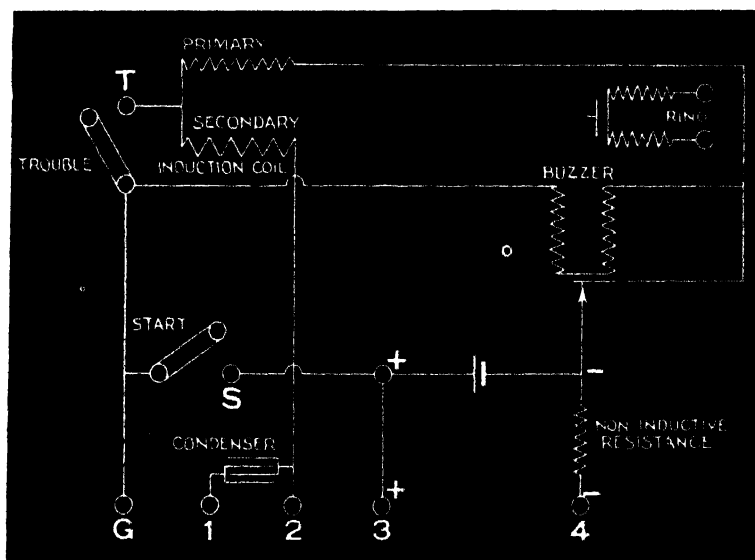 PRIMARY
T
SECONDARY
RING
TROUBLE
INDUCTION COIL
BUZZER
START
+
-
S
CONDENSER
NON INDUCTIVE
RESISTANCE
+
-
G 1 2 3 4